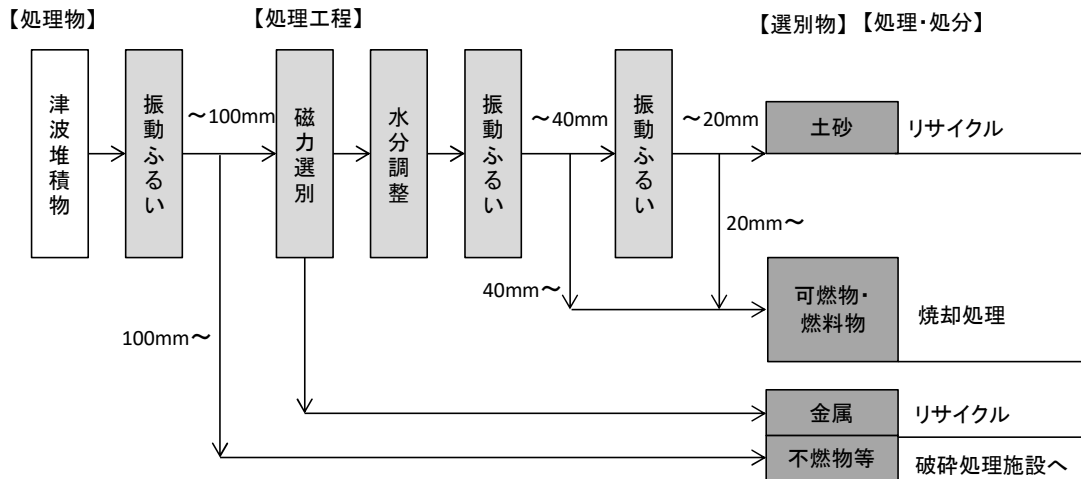 【処理物】
【処理工程】
【選別物】【処理・処分】
津波堆積物
振動ふるい
～100mm
磁力選別
水分調整
振動ふるい
～40mm
振動ふるい
～20mm
土砂
リサイクル
20mm～
40mm～
可燃物・
燃料物
焼却処理
100mm～
金属
リサイクル
不燃物等
破砕処理施設へ